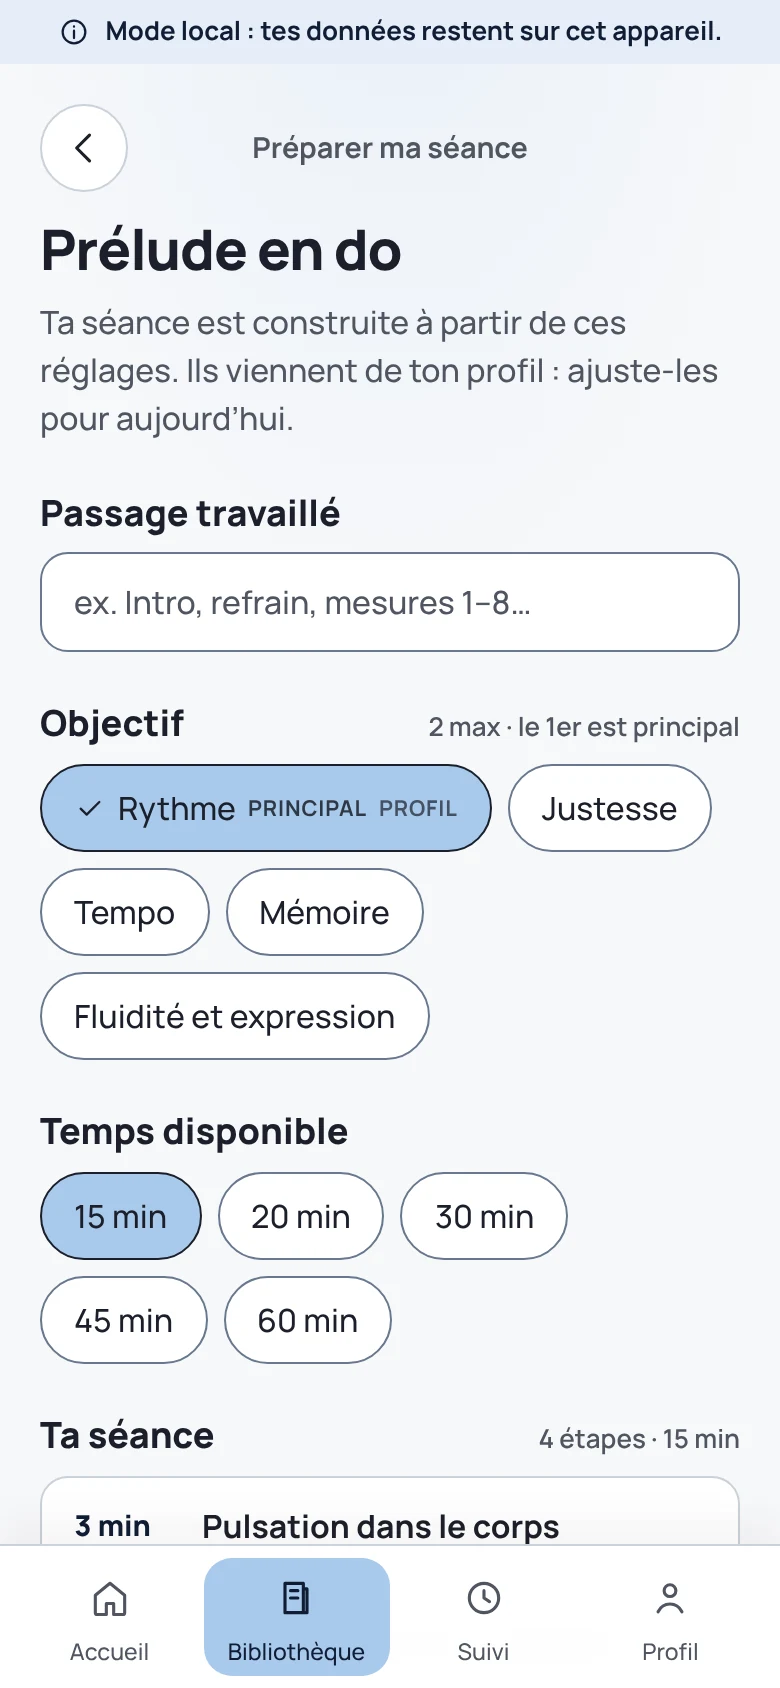 Mode local : tes données restent sur cet appareil.
Préparer ma séance
Prélude en do
Ta séance est construite à partir de ces
réglages. Ils viennent de ton profil : ajuste-les
pour aujourd’hui.
Passage travaillé
ex. Intro, refrain, mesures 1–8…
Objectif
2 max · le 1er est principal
Rythme PRINCIPAL PROFIL
Justesse
Tempo
Mémoire
Fluidité et expression
Temps disponible
15 min
20 min
30 min
45 min
60 min
Ta séance
4 étapes · 15 min
3 min
Pulsation dans le corps
Accueil
Bibliothèque
Suivi
Profil